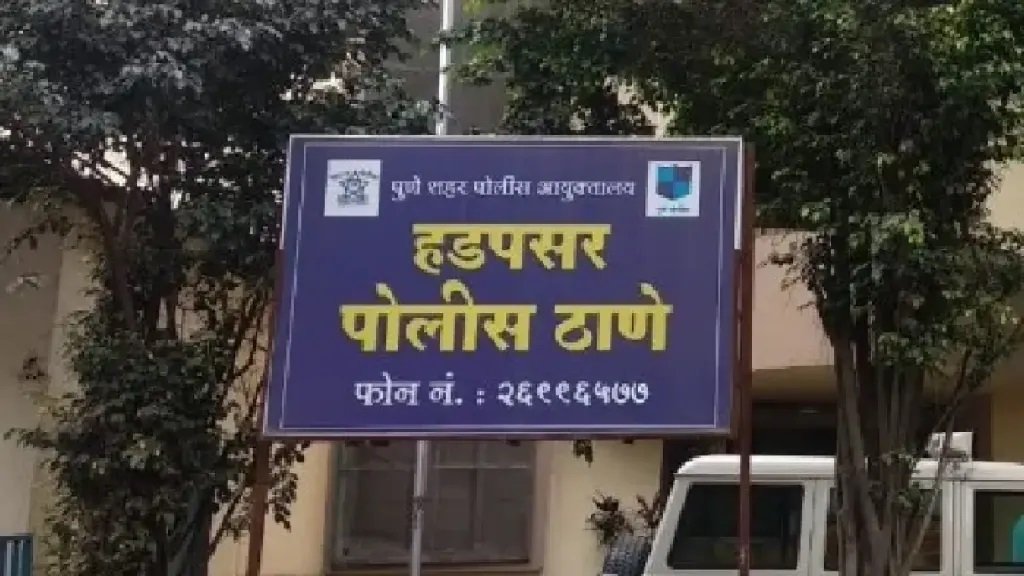 पुणे शहर पोलीस आयुक्तालय
हडपसर
पोलीस ठाणे
फोन नं. : २६९९६५७७